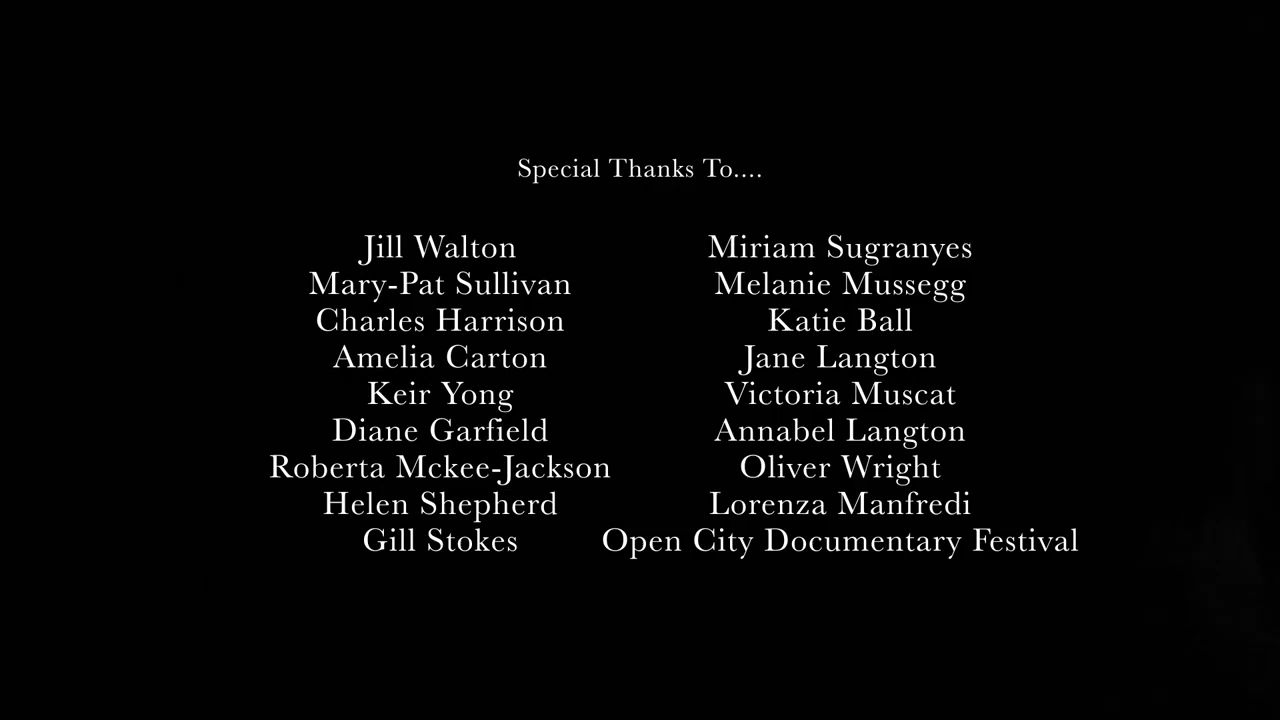 Special Thanks To....
Jill Walton
Mary-Pat Sullivan
Charles Harrison
Amelia Carton
Keir Yong
Diane Garfield
Roberta Mckee-Jackson
Helen Shepherd
Gill Stokes
Miriam Sugranyes
Melanie Mussegg
Katie Ball
Jane Langton
Victoria Muscat
Annabel Langton
Oliver Wright
Lorenza Manfredi
Open City Documentary Festival